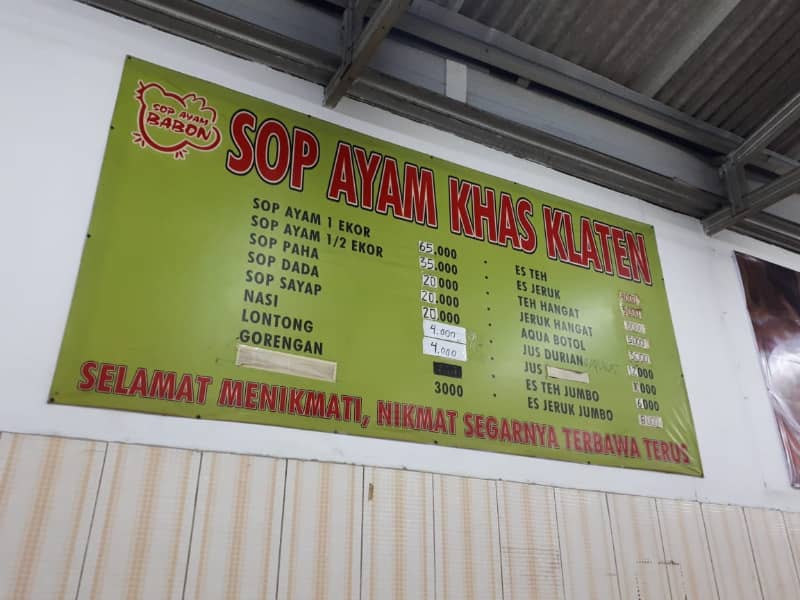 SOP AYAM
BABON
SOP AYAM KHAS KLATEN
SOP AYAM 1 EKOR 65.000
SOP AYAM 1/2 EKOR 35.000
SOP PAHA 20.000
SOP DADA 20.000
SOP SAYAP 20.000
NASI 4.000
LONTONG 4.000
GORENGAN
3000
ES TEH
ES JERUK
TEH HANGAT
JERUK HANGAT
AQUA BOTOL
JUS DURIAN
JUS
ES TEH JUMBO 6.000
ES JERUK JUMBO
SELAMAT MENIKMATI, NIKMAT SEGARNYA TERBAWA TERUS